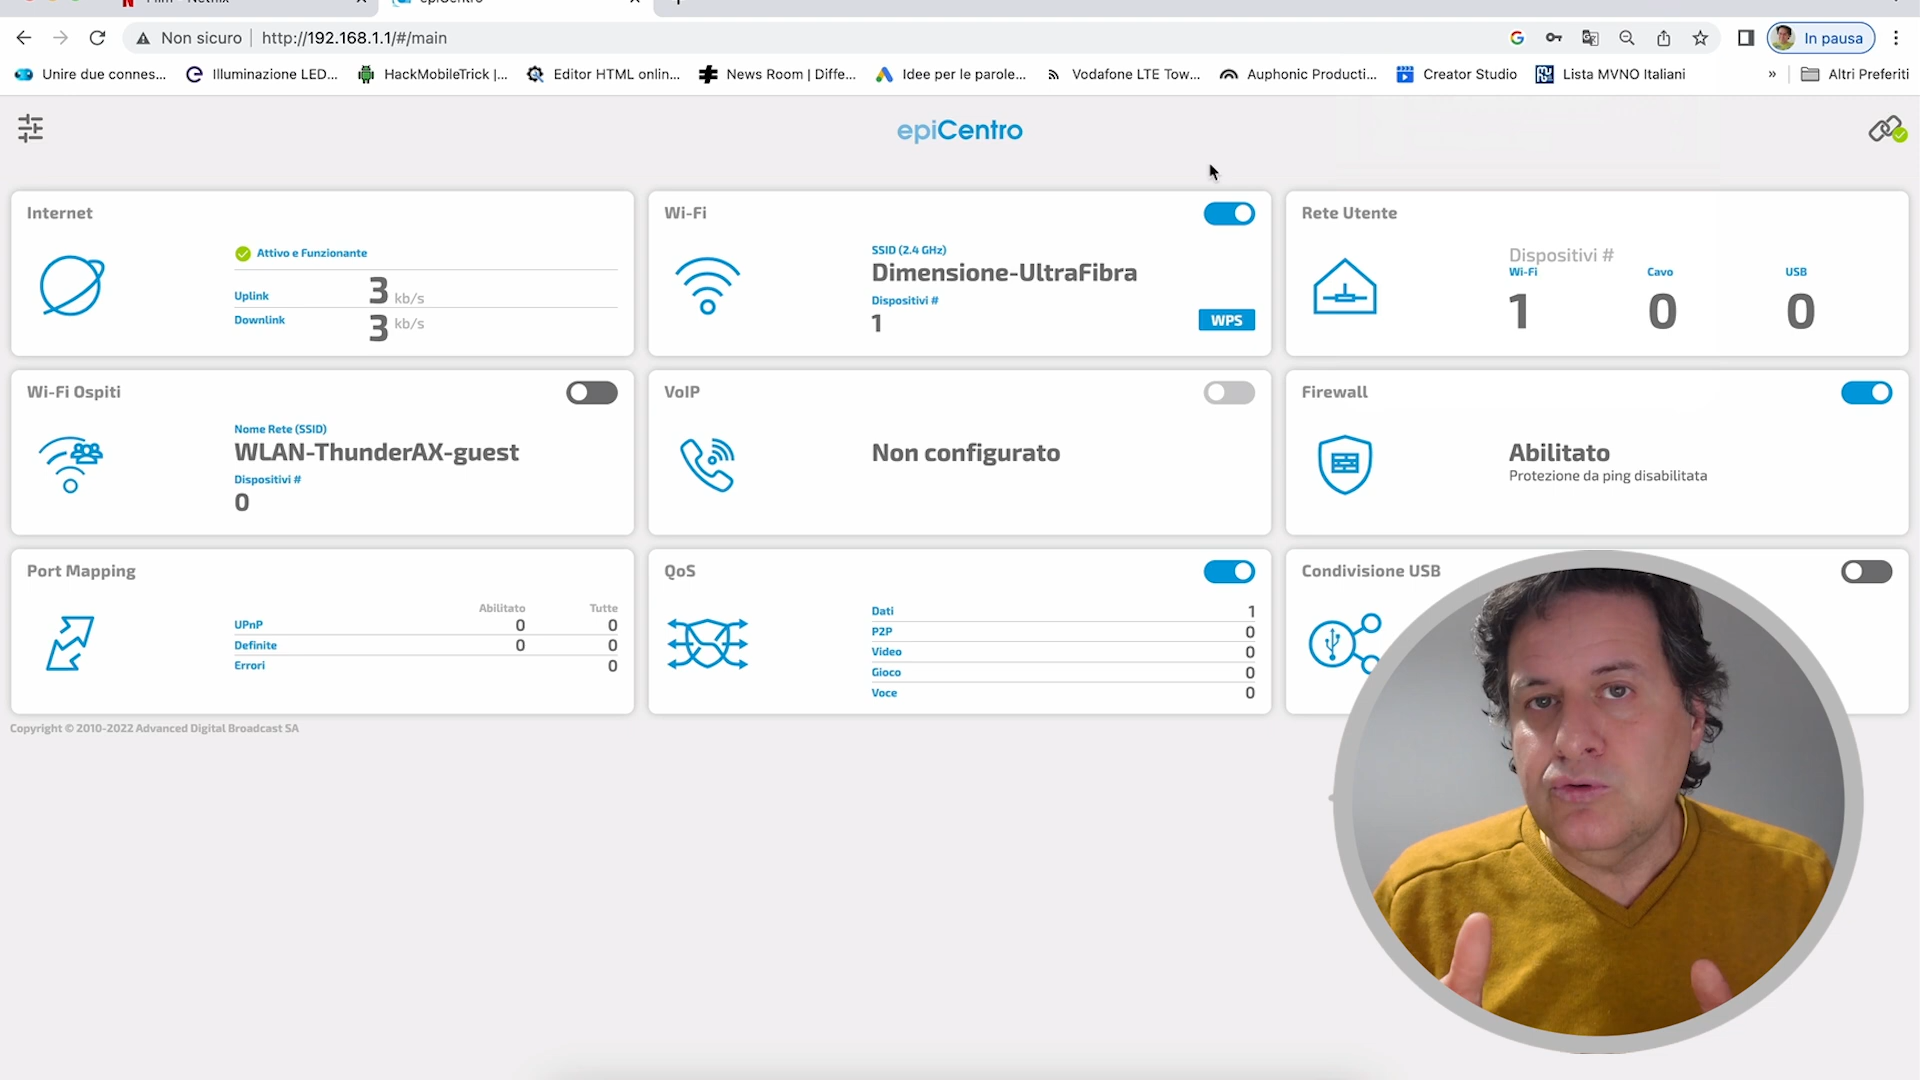 epiCentro
Non sicuro http://192.168.1.1/#/main In pausa
Unire due connes... Illuminazione LED... HackMobileTrick |... Editor HTML onlin... News Room | Diffe... Idee per le parole... Vodafone LTE Tow... Auphonic Producti... Creator Studio Lista MVNO Italiani » Altri Preferiti
epiCentro
Internet
Attivo e Funzionante
Uplink 3 kb/s
Downlink 3 kb/s
Wi-Fi
SSID (2.4 GHz)
Dimensione-UltraFibra
Dispositivi #
1
WPS
Rete Utente
Dispositivi #
Wi-Fi Cavo USB
1 0 0
Wi-Fi Ospiti
Nome Rete (SSID)
WLAN-ThunderAX-guest
Dispositivi #
0
VoIP
Non configurato
Firewall
Abilitato
Protezione da ping disabilitata
Port Mapping
Abilitato Tutte
UPnP 0 0
Definite 0 0
Errori 0
QoS
Dati 1
P2P 0
Video 0
Gioco 0
Voce 0
Condivisione USB
Copyright © 2010-2022 Advanced Digital Broadcast SA